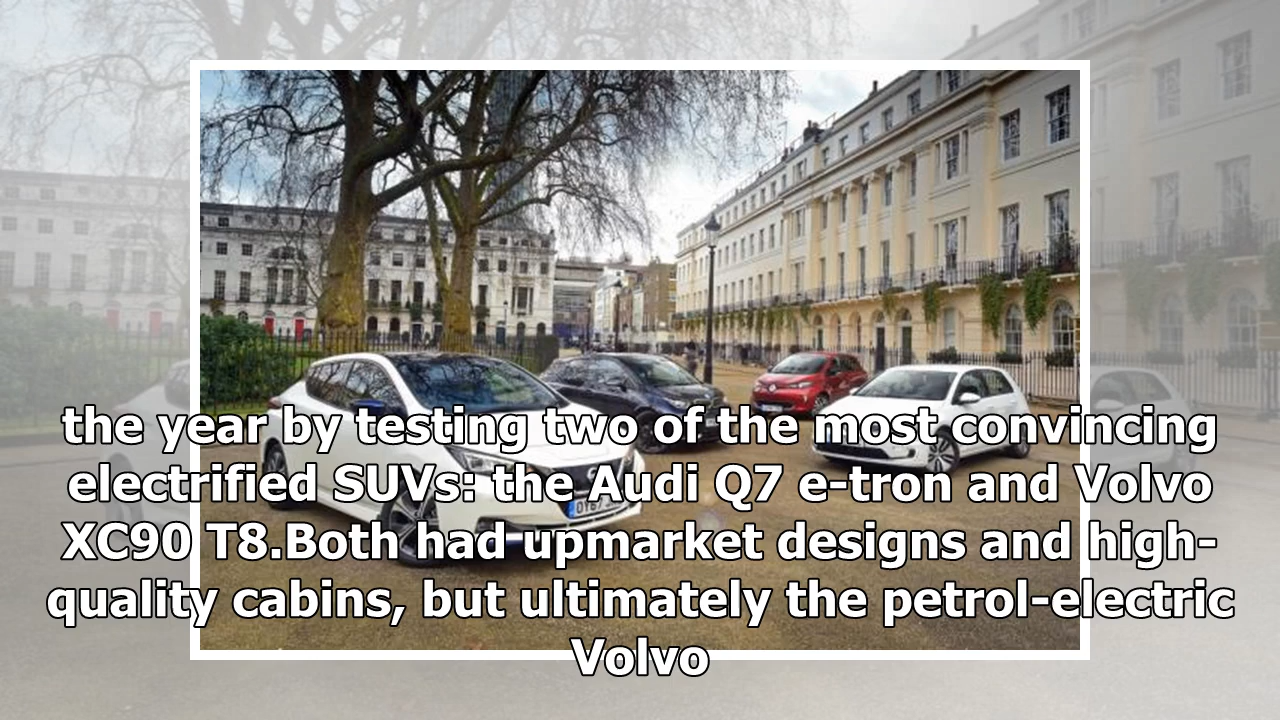 the year by testing two of the most convincing
electrified SUVs: the Audi Q7 e-tron and Volvo
XC90 T8.Both had upmarket designs and high-
quality cabins, but ultimately the petrol-electric
Volvo